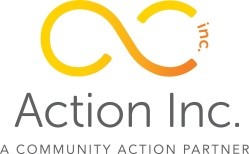 inc.
Action Inc.
A COMMUNITY ACTION PARTNER